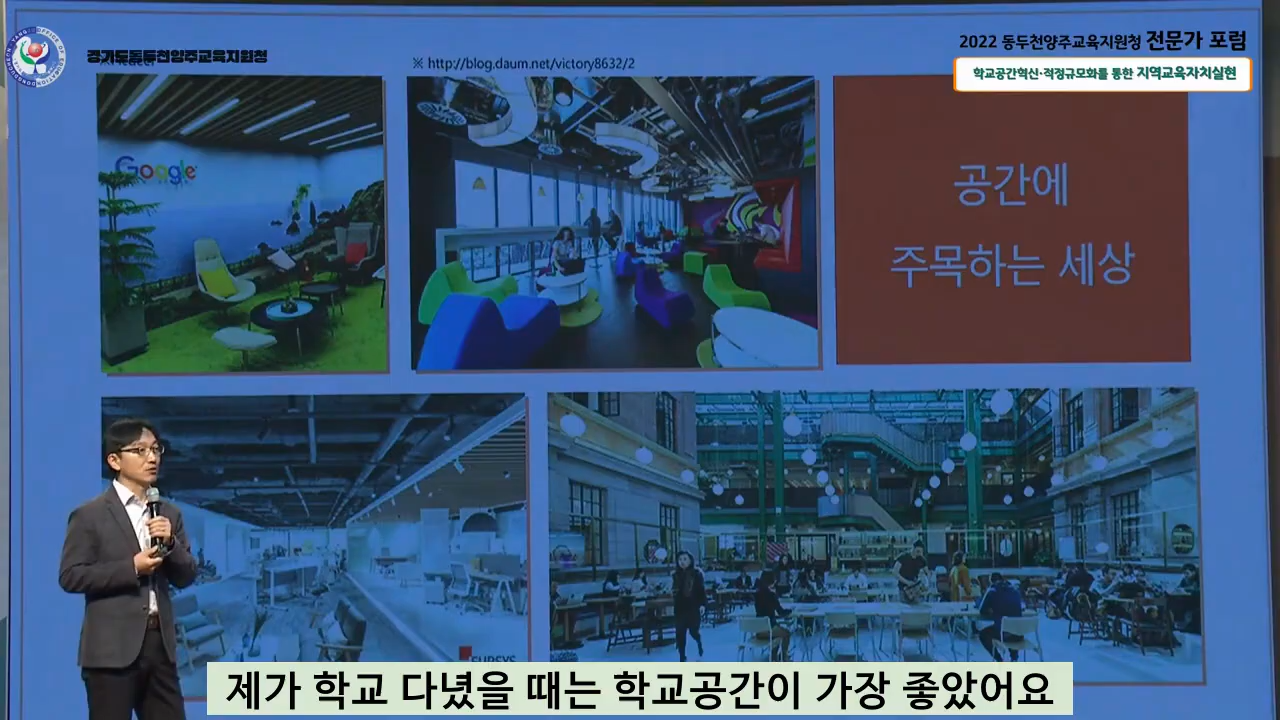 경기도동두천양주교육지원청
※ http://blog.daum.net/victory8632/2
2022 동두천양주교육지원청 전문가 포럼
학교공간혁신·적정규모화를 통한 지역교육자치실현
Google
공간에
주목하는 세상
FURSYS
제가 학교 다녔을 때는 학교공간이 가장 좋았어요